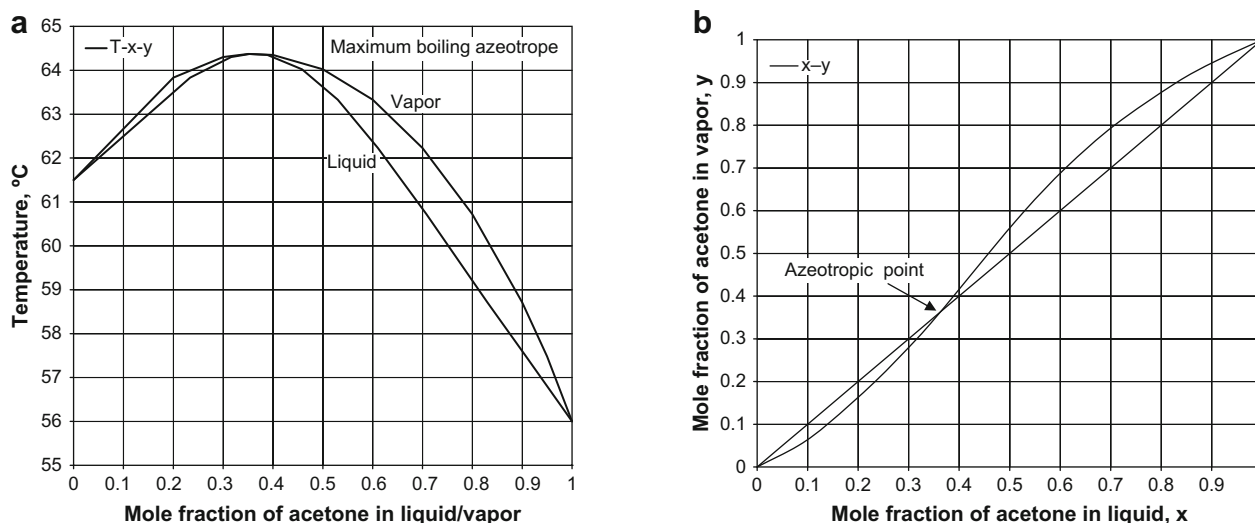 a
T-x-y
Maximum boiling azeotrope
Vapor
Liquid
65
64
63
62
61
60
59
58
57
56
55
0 0.1 0.2 0.3 0.4 0.5 0.6 0.7 0.8 0.9 1
Temperature, ºC
Mole fraction of acetone in liquid/vapor
b
x–y
Azeotropic point
1
0.9
0.8
0.7
0.6
0.5
0.4
0.3
0.2
0.1
0
0 0.1 0.2 0.3 0.4 0.5 0.6 0.7 0.8 0.9
Mole fraction of acetone in vapor, y
Mole fraction of acetone in liquid, x